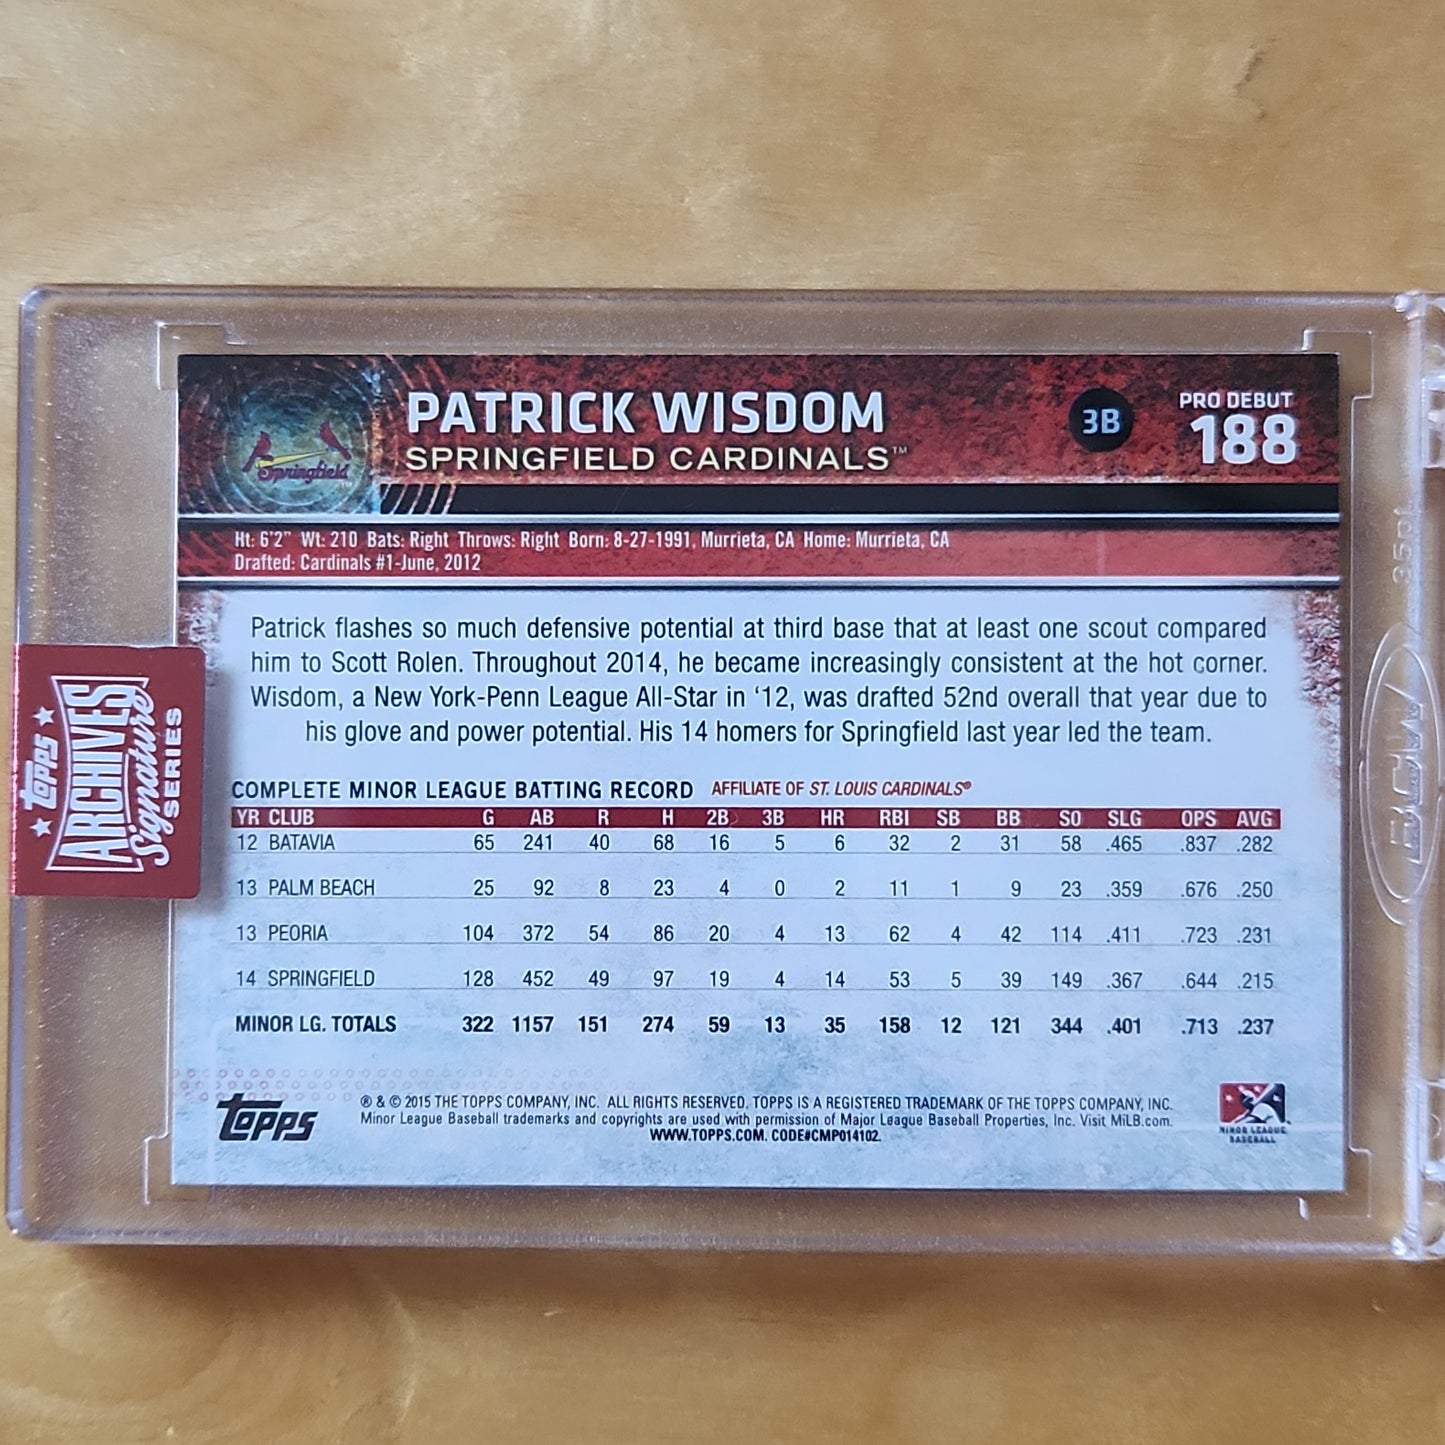 PATRICK WISDOM
SPRINGFIELD CARDINALS™
3B
PRO DEBUT
188
Springfield
Ht: 6'2" Wt: 210 Bats: Right Throws: Right Born: 8-27-1991, Murrieta, CA Home: Murrieta, CA
Drafted: Cardinals #1-June, 2012
Patrick flashes so much defensive potential at third base that at least one scout compared
him to Scott Rolen. Throughout 2014, he became increasingly consistent at the hot corner.
Wisdom, a New York-Penn League All-Star in '12, was drafted 52nd overall that year due to
his glove and power potential. His 14 homers for Springfield last year led the team.
COMPLETE MINOR LEAGUE BATTING RECORD AFFILIATE OF ST. LOUIS CARDINALS®
YR CLUB G AB R H 2B 3B HR RBI SB BB SO SLG OPS AVG
12 BATAVIA 65 241 40 68 16 5 6 32 2 31 58 .465 .837 .282
13 PALM BEACH 25 92 8 23 4 0 2 11 1 9 23 .359 .676 .250
13 PEORIA 104 372 54 86 20 4 13 62 4 42 114 .411 .723 .231
14 SPRINGFIELD 128 452 49 97 19 4 14 53 5 39 149 .367 .644 .215
MINOR LG. TOTALS 322 1157 151 274 59 13 35 158 12 121 344 .401 .713 .237
TOPPS
® & © 2015 THE TOPPS COMPANY, INC. ALL RIGHTS RESERVED. TOPPS IS A REGISTERED TRADEMARK OF THE TOPPS COMPANY, INC.
Minor League Baseball trademarks and copyrights are used with permission of Major League Baseball Properties, Inc. Visit MiLB.com.
WWW.TOPPS.COM. CODE#CMP014102.
MINOR LEAGUE
BASEBALL
TOPPS
ARCHIVES
Signature
SERIES
35pt
BCW